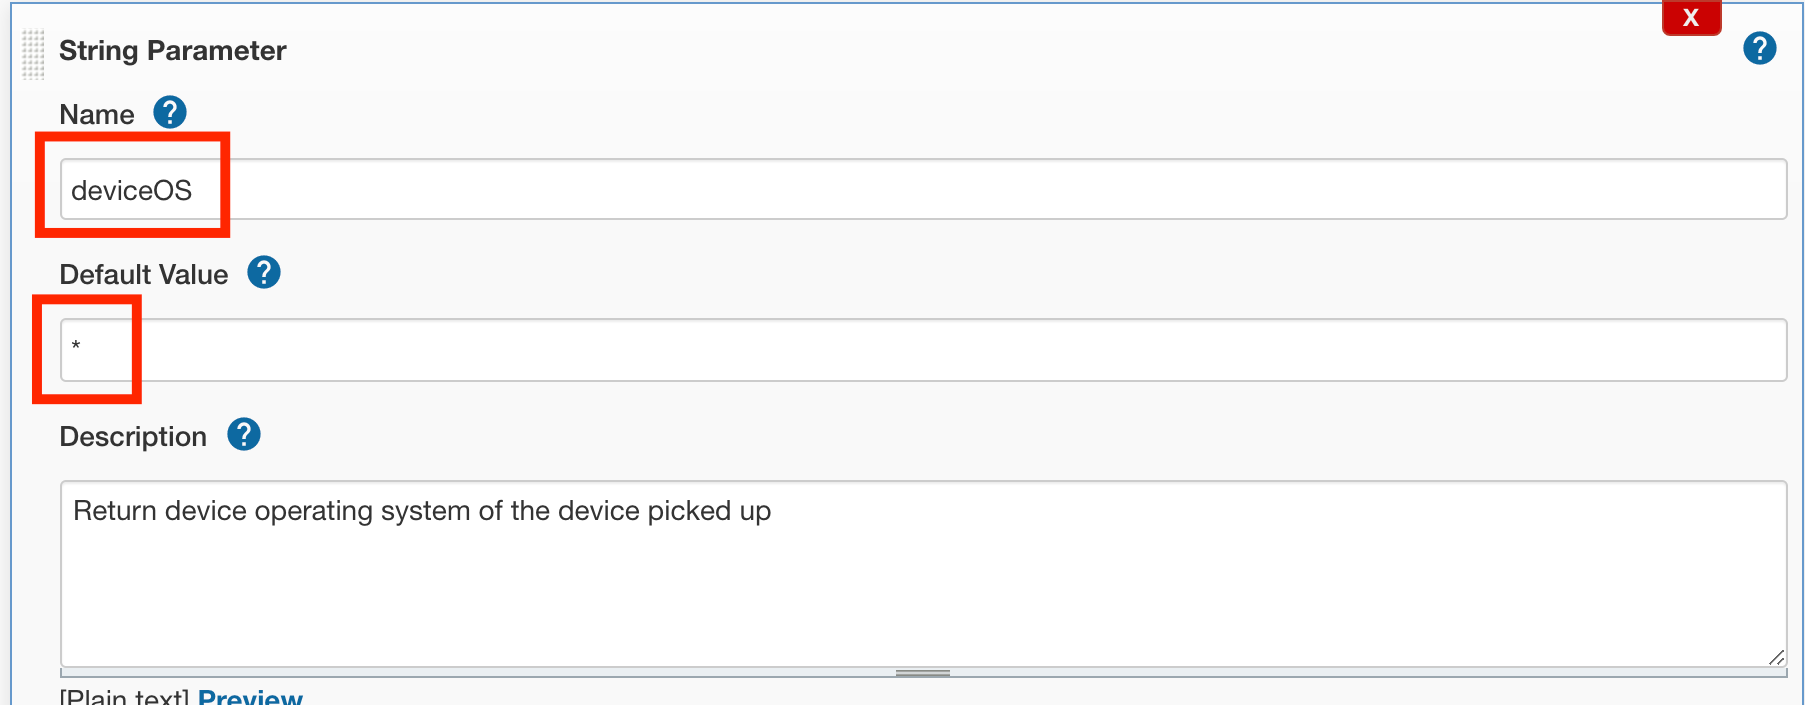 X
String Parameter ?
Name ?
deviceOS
Default Value ?
*
Description ?
Return device operating system of the device picked up
[Plain text] Preview